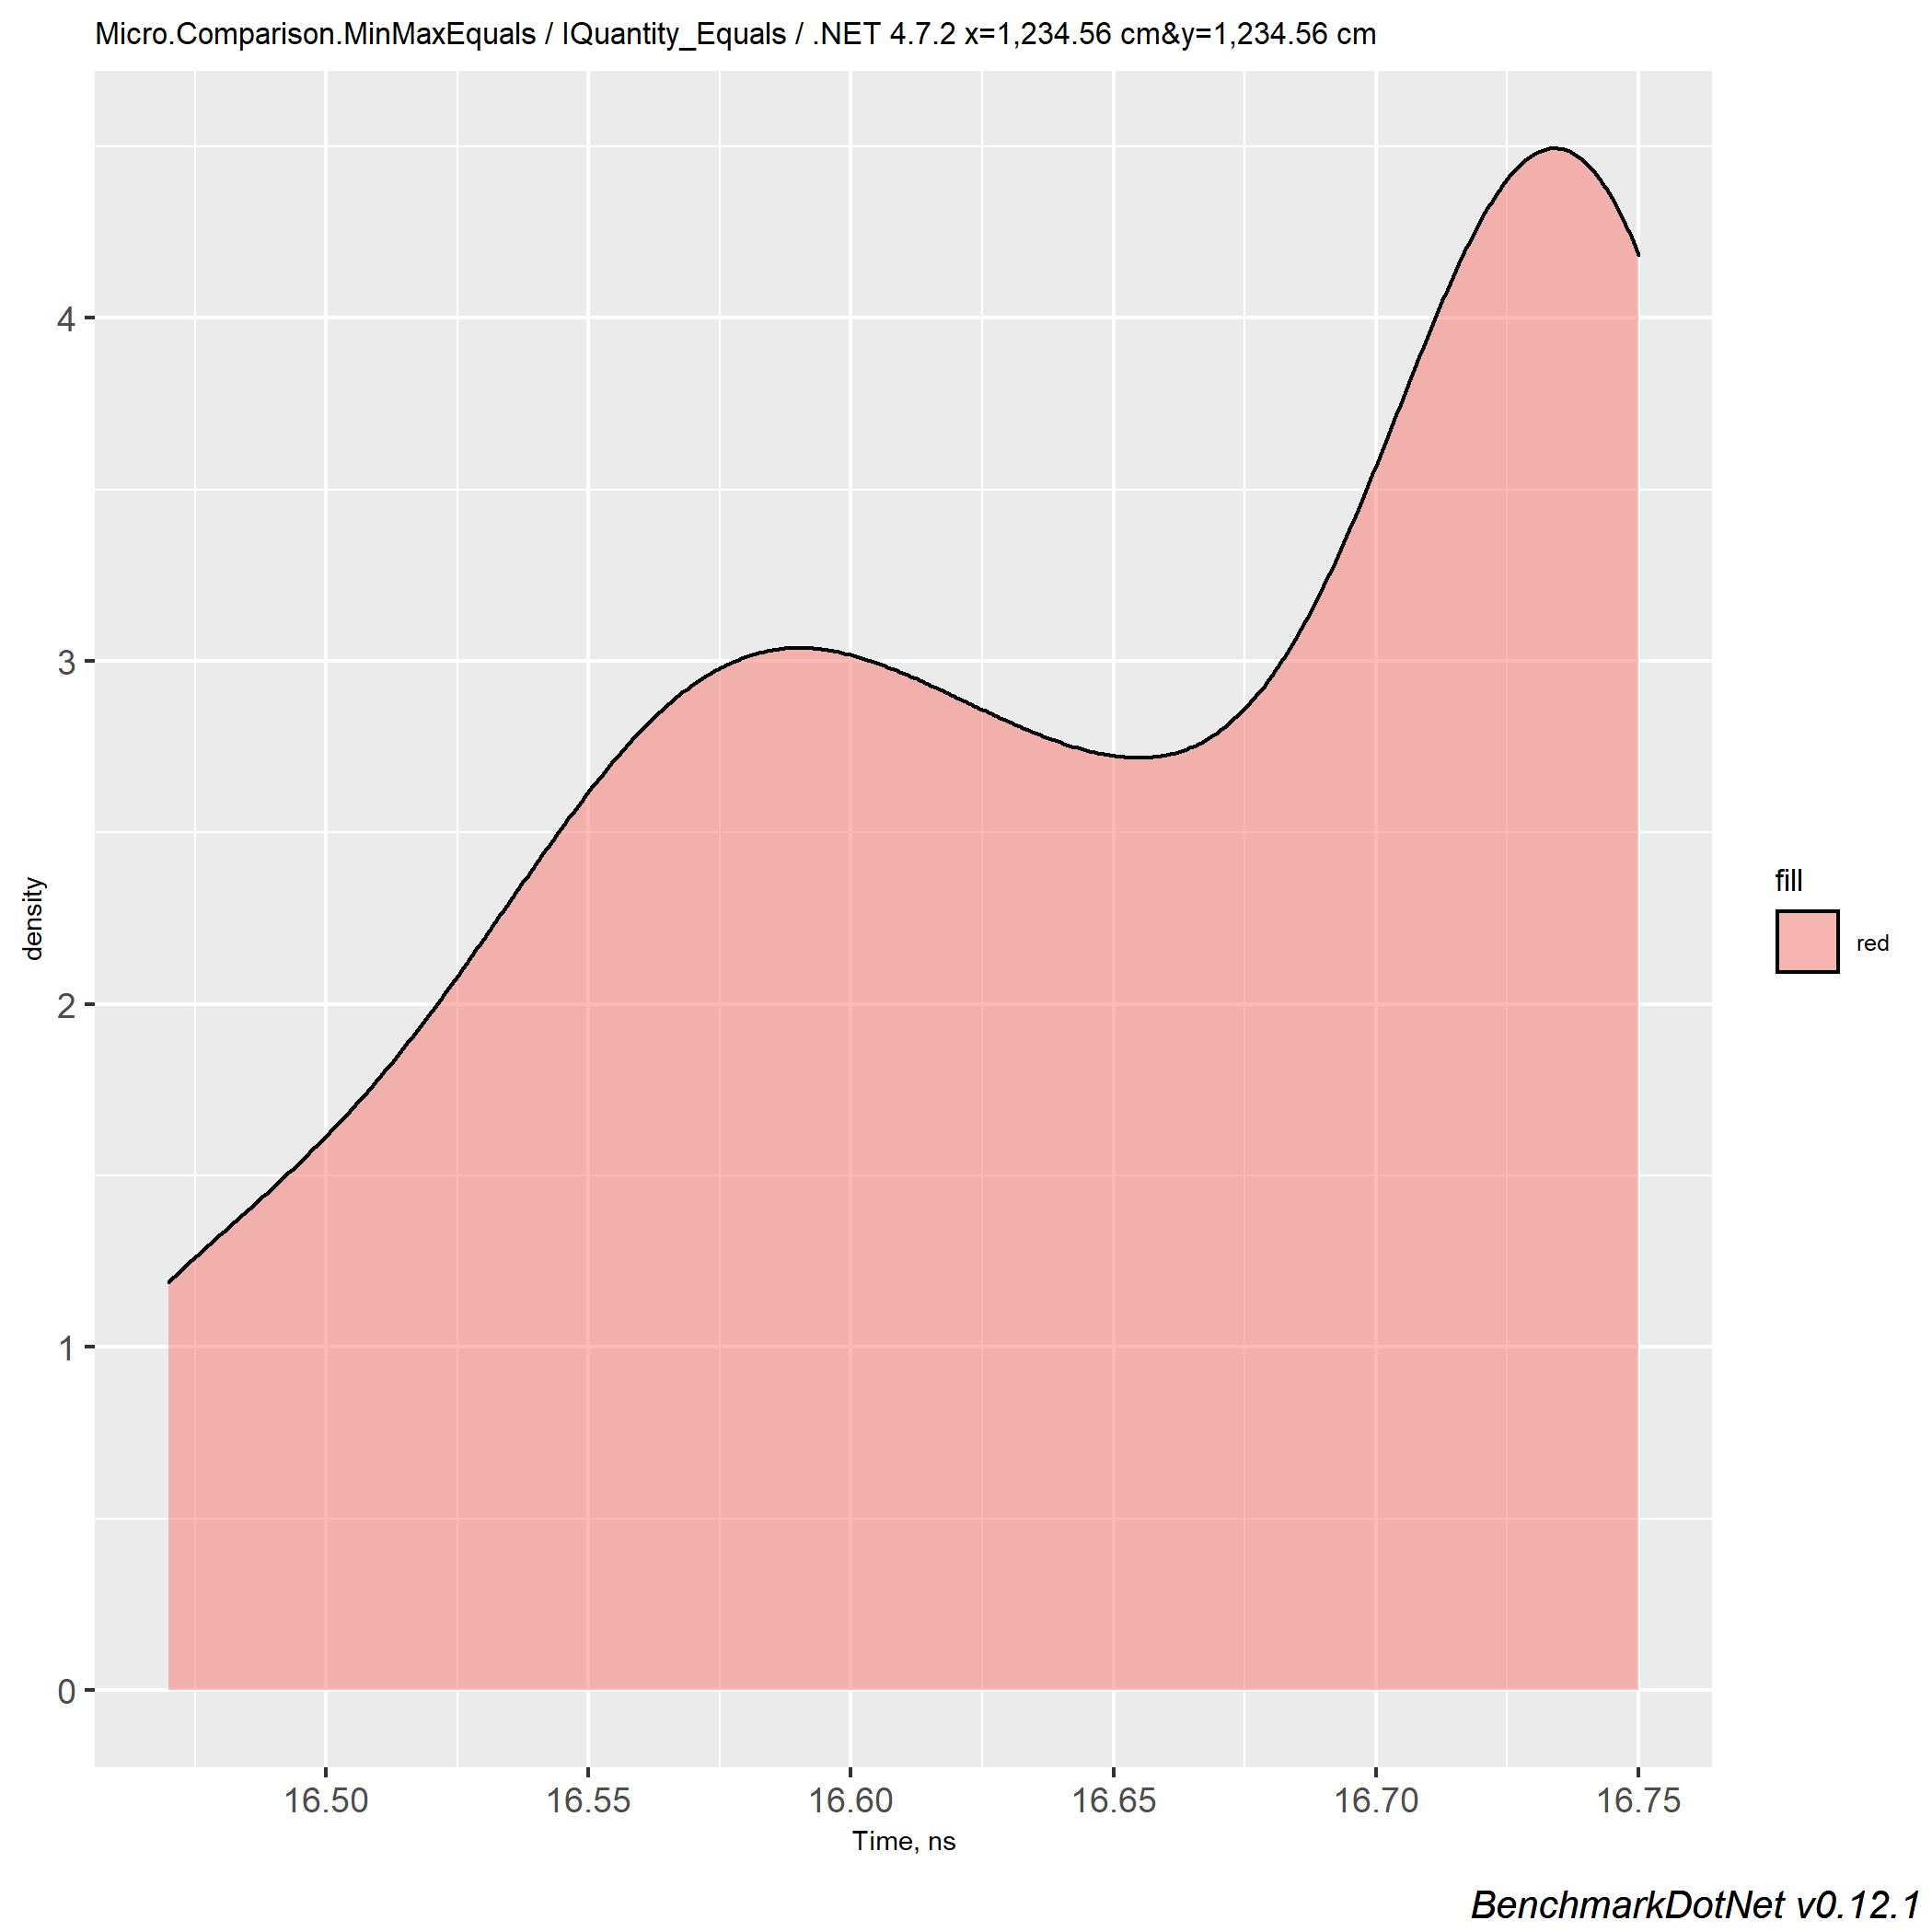 Micro.Comparison.MinMaxEquals / IQuantity_Equals / .NET 4.7.2 x=1,234.56 cm&y=1,234.56 cm
4
3
2
1
0
density
16.50 16.55 16.60 16.65 16.70 16.75
Time, ns
fill
red
BenchmarkDotNet v0.12.1